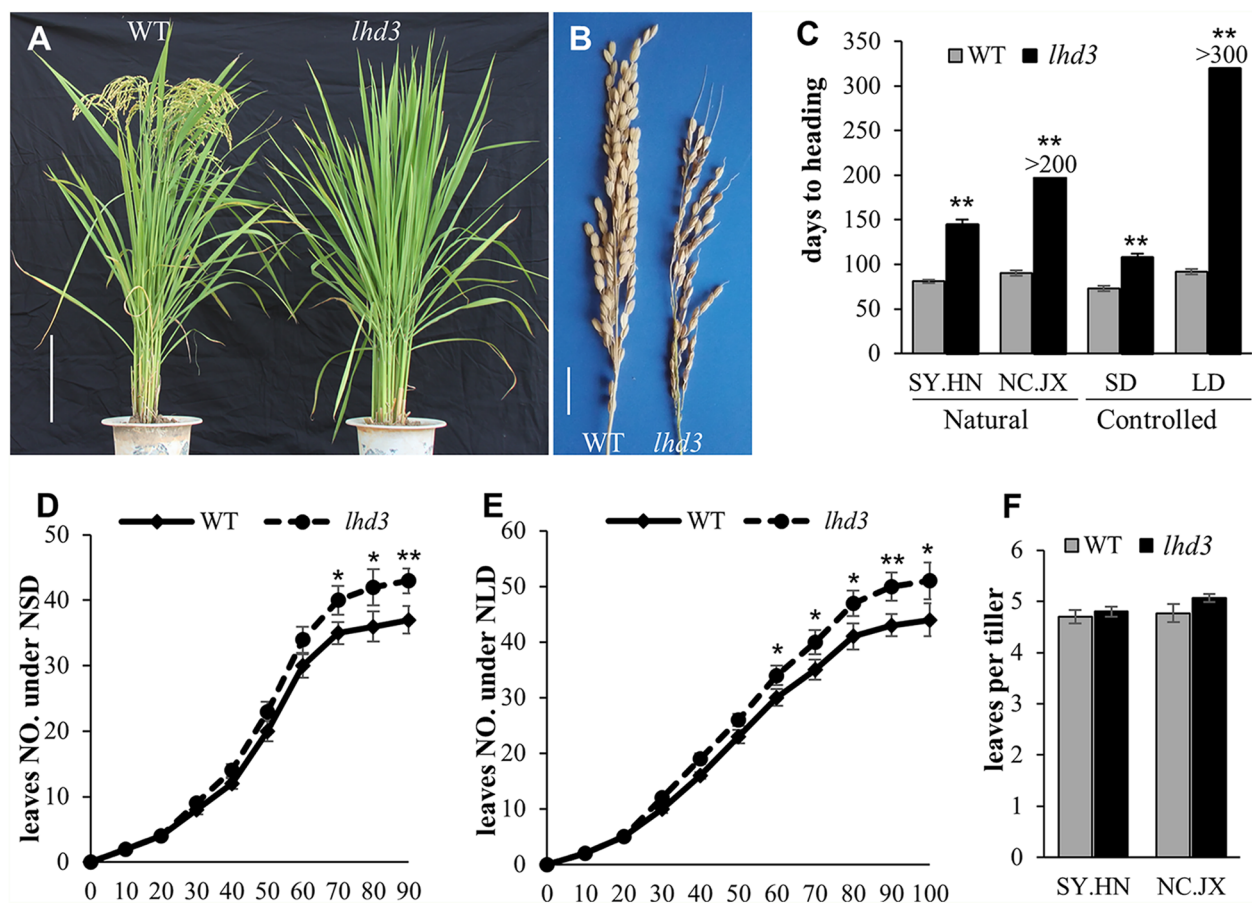 A
WT
lhd3
B
WT
lhd3
C
days to heading
WT
lhd3
350
300
250
200
150
100
50
0
**
**
>200
**
**
>300
SY.HN
NC.JX
SD
LD
Natural
Controlled
D
WT
lhd3
leaves NO. under NSD
50
40
30
20
10
0
*
*
**
0 10 20 30 40 50 60 70 80 90
E
WT
lhd3
leaves NO. under NLD
60
50
40
30
20
10
0
*
*
*
**
*
0 10 20 30 40 50 60 70 80 90 100
F
WT
lhd3
leaves per tiller
6
5
4
3
2
1
0
SY.HN
NC.JX